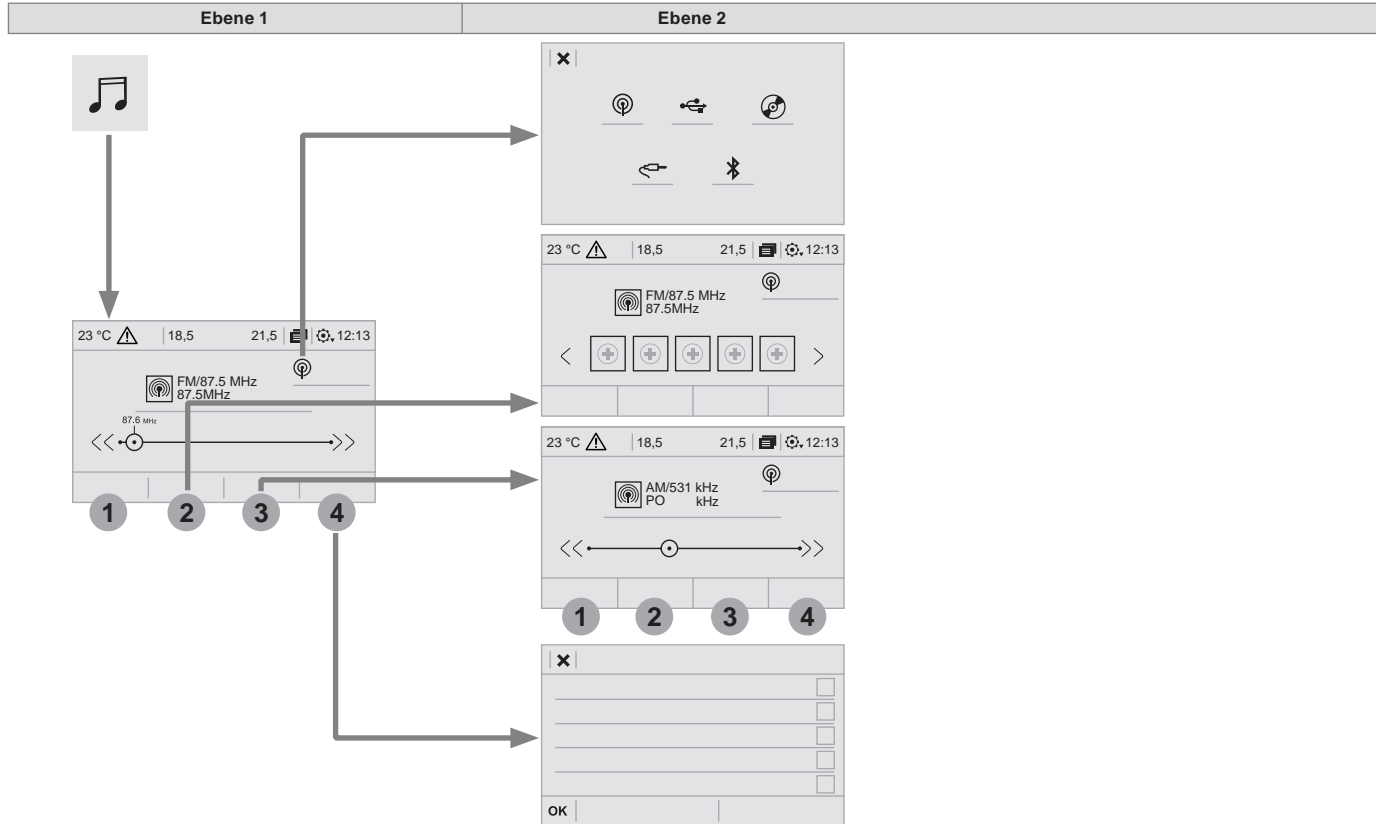 Ebene 1 Ebene 2
23 °C 18,5 21,5 12:13
FM/87.5 MHz
87.5MHz
87.6 MHz
1 2 3 4
23 °C 18,5 21,5 12:13
FM/87.5 MHz
87.5MHz
23 °C 18,5 21,5 12:13
AM/531 kHz
PO kHz
1 2 3 4
OK